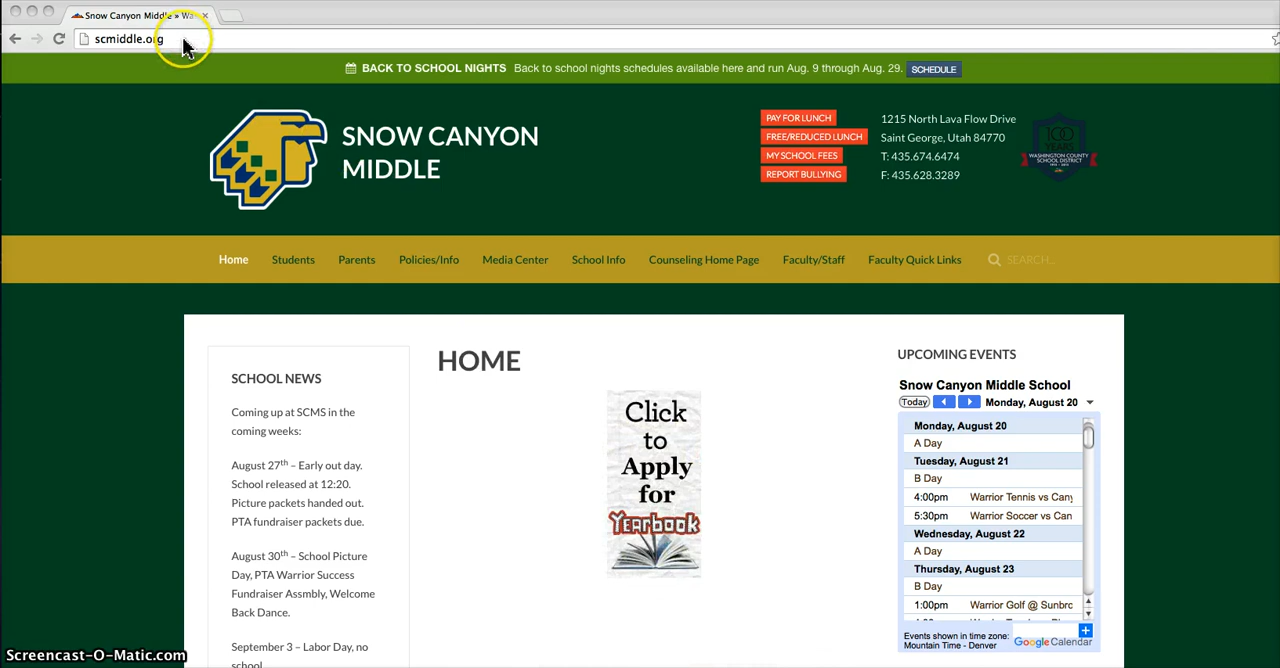 Snow Canyon Middle » Wa
scmiddle.org
BACK TO SCHOOL NIGHTS Back to school nights schedules available here and run Aug. 9 through Aug. 29. SCHEDULE
SNOW CANYON
MIDDLE
PAY FOR LUNCH
FREE/REDUCED LUNCH
MY SCHOOL FEES
REPORT BULLYING
1215 North Lava Flow Drive
Saint George, Utah 84770
T: 435.674.6474
F: 435.628.3289
100
YEARS
WASHINGTON COUNTY
SCHOOL DISTRICT
Home Students Parents Policies/Info Media Center School Info Counseling Home Page Faculty/Staff Faculty Quick Links SEARCH...
SCHOOL NEWS
Coming up at SCMS in the
coming weeks:
August 27th – Early out day.
School released at 12:20.
Picture packets handed out.
PTA fundraiser packets due.
August 30th – School Picture
Day, PTA Warrior Success
Fundraiser Assmbly, Welcome
Back Dance.
September 3 – Labor Day, no
school.
HOME
Click
to
Apply
for
Yearbook
UPCOMING EVENTS
Snow Canyon Middle School
Today Monday, August 20
Monday, August 20
A Day
Tuesday, August 21
B Day
4:00pm Warrior Tennis vs Cany
5:30pm Warrior Soccer vs Can
Wednesday, August 22
A Day
Thursday, August 23
B Day
1:00pm Warrior Golf @ Sunbro
Events shown in time zone:
Mountain Time - Denver
Google Calendar
Screencast-O-Matic.com